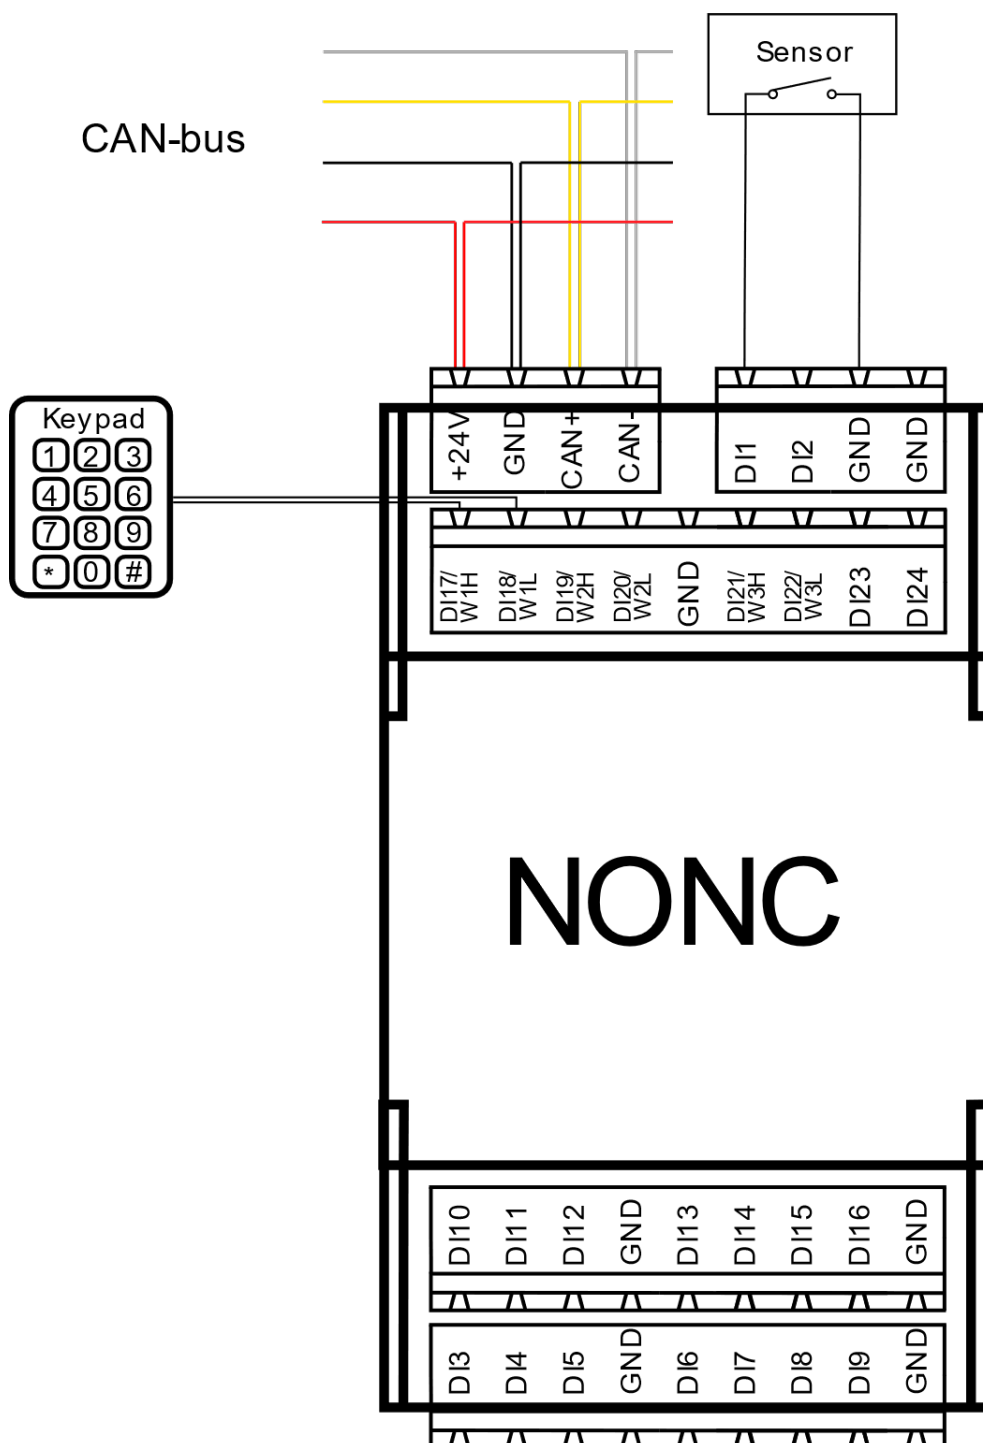 Sensor
CAN-bus
Keypad
1 2 3
4 5 6
7 8 9
* 0 #
+24V GND CAN+ CAN- DI1 DI2 GND GND
DI17/ DI18/ DI19/ DI20/ GND DI21/ DI22/ DI23 DI24
W1H W1L W2H W2L W3H W3L
NONC
DI10 DI11 DI12 GND DI13 DI14 DI15 DI16 GND
DI3 DI4 DI5 GND DI6 DI7 DI8 DI9 GND